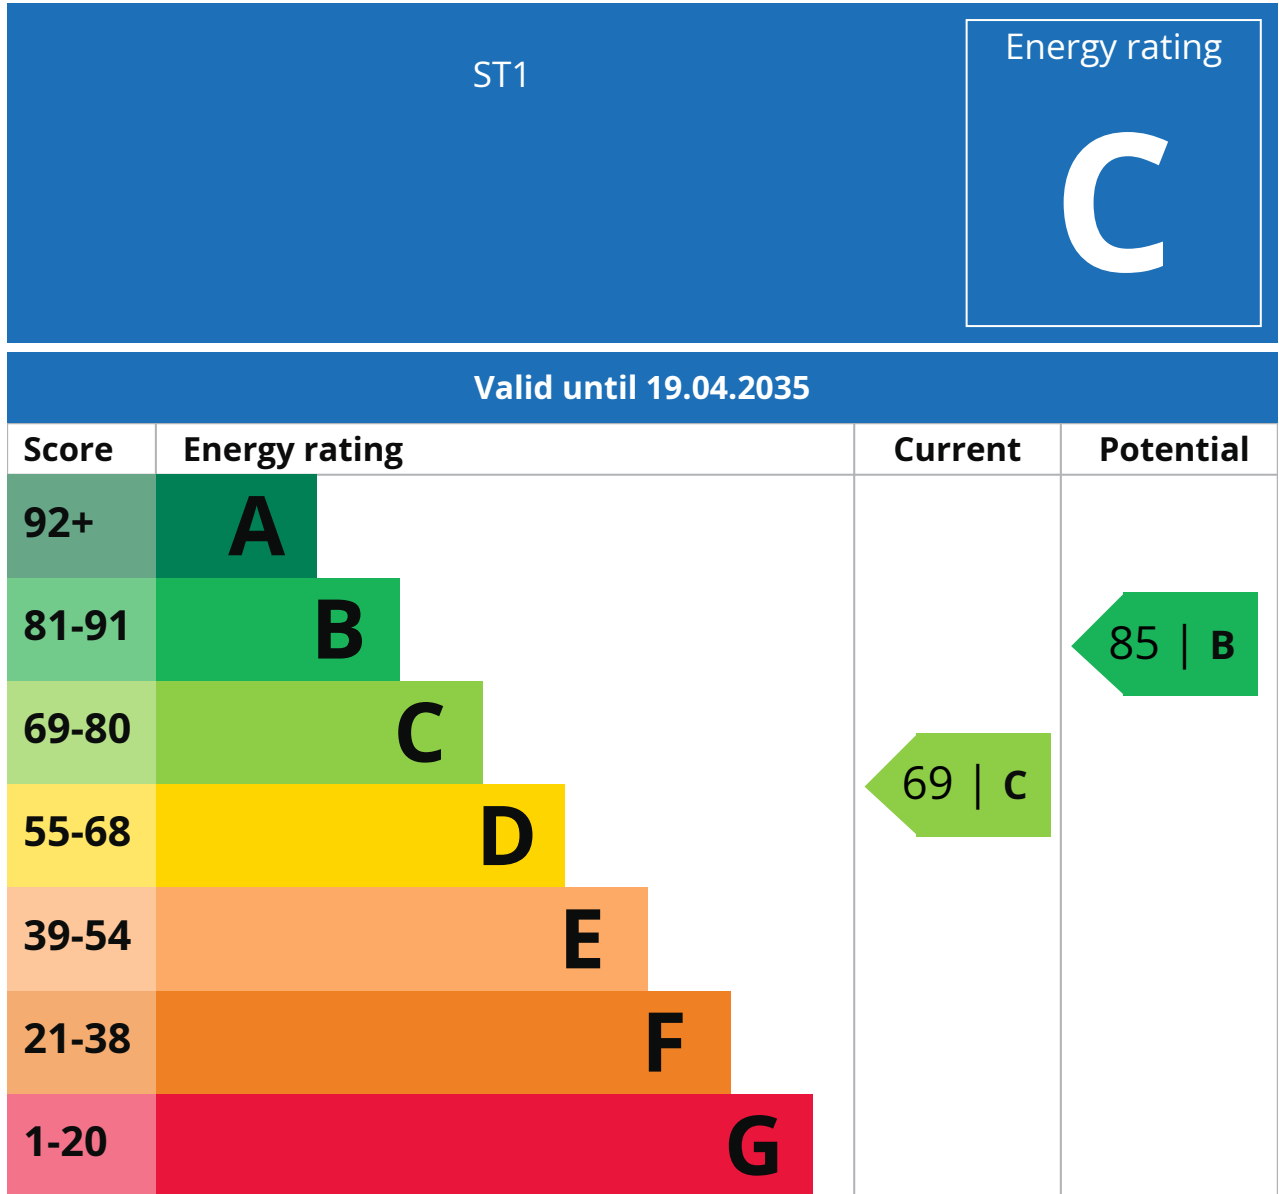 ST1
Energy rating
C
Valid until 19.04.2035
Score Energy rating Current Potential
92+ A
81-91 B
85 | B
69-80 C
69 | C
55-68 D
39-54 E
21-38 F
1-20 G